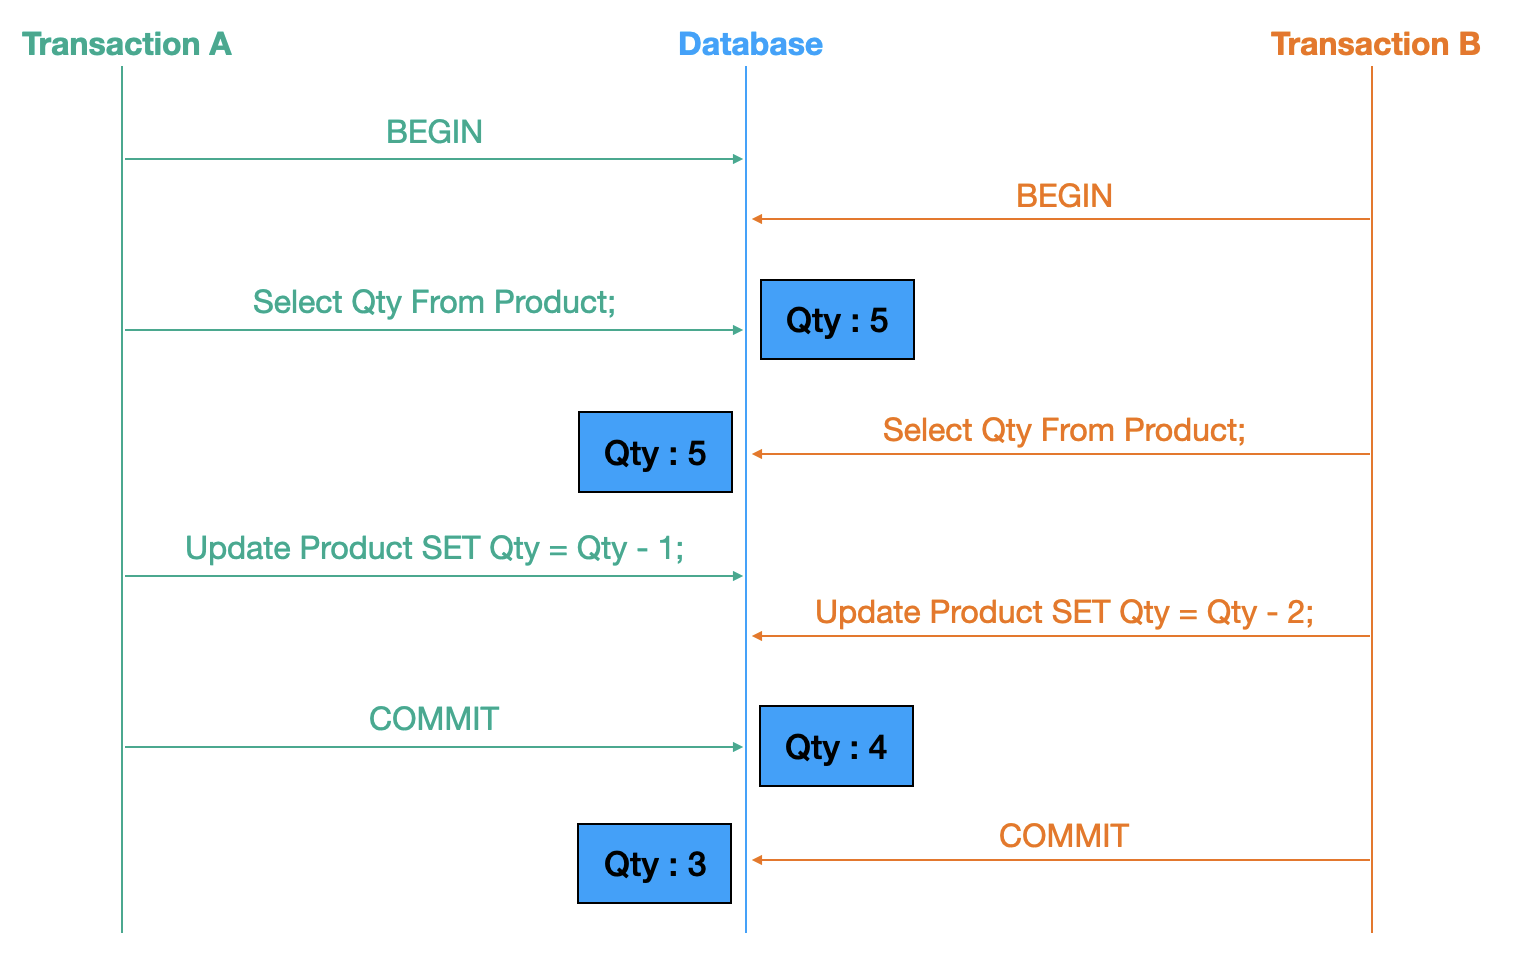 Transaction A
Database
Transaction B
BEGIN
BEGIN
Select Qty From Product;
Qty : 5
Select Qty From Product;
Qty : 5
Update Product SET Qty = Qty - 1;
Update Product SET Qty = Qty - 2;
COMMIT
Qty : 4
COMMIT
Qty : 3